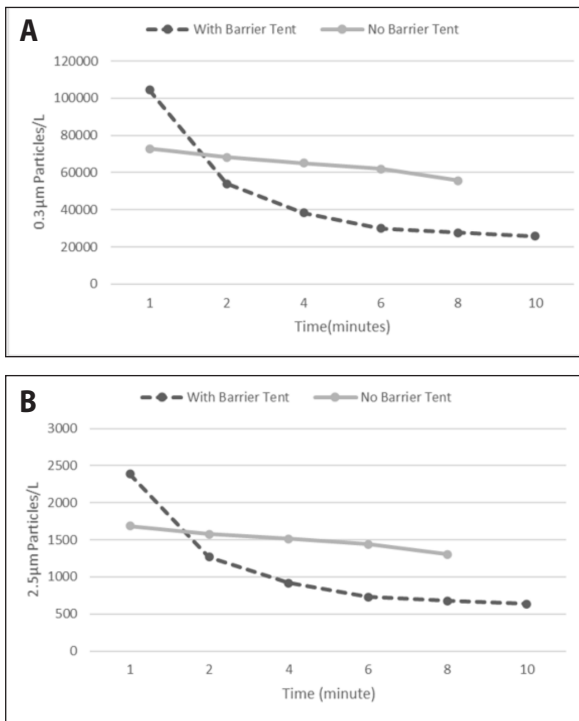 A
With Barrier Tent
No Barrier Tent
120000
100000
80000
60000
40000
20000
0
0.3µm Particles/L
1 2 4 6 8 10
Time(minutes)
B
With Barrier Tent
No Barrier Tent
3000
2500
2000
1500
1000
500
0
2.5µm Particles/L
1 2 4 6 8 10
Time (minute)